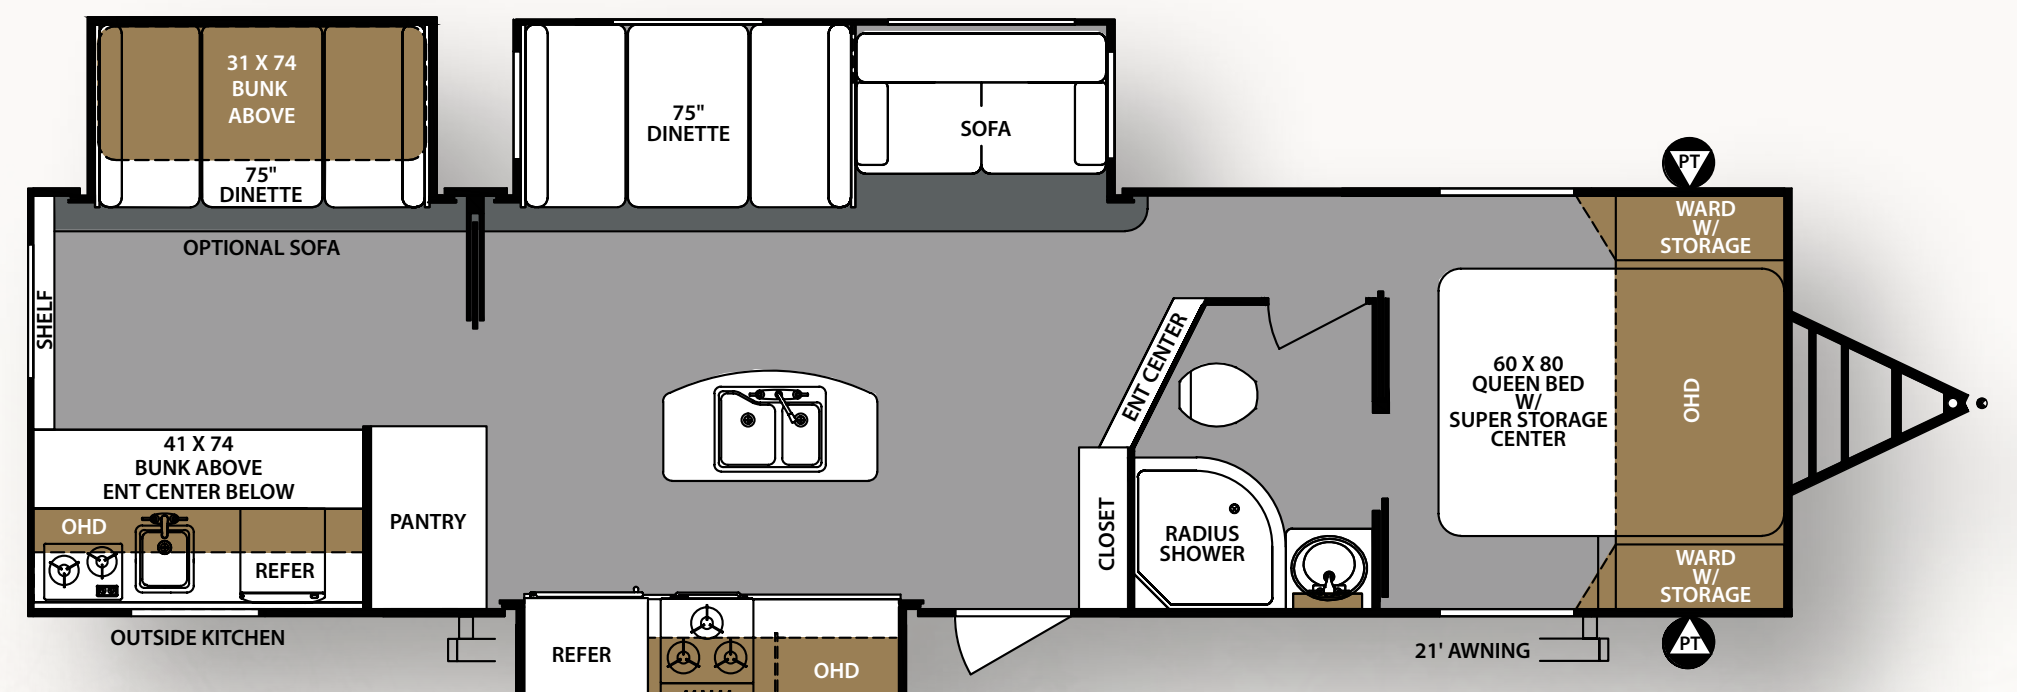 31 X 74
BUNK
ABOVE
75"
DINETTE
OPTIONAL SOFA
SHELF
75"
DINETTE
SOFA
PT
WARD
W/
STORAGE
ENT CENTER
60 X 80
QUEEN BED
W/
SUPER STORAGE
CENTER
OHD
41 X 74
BUNK ABOVE
ENT CENTER BELOW
OHD
REFER
PANTRY
CLOSET
RADIUS
SHOWER
WARD
W/
STORAGE
OUTSIDE KITCHEN
REFER
OHD
21' AWNING
PT